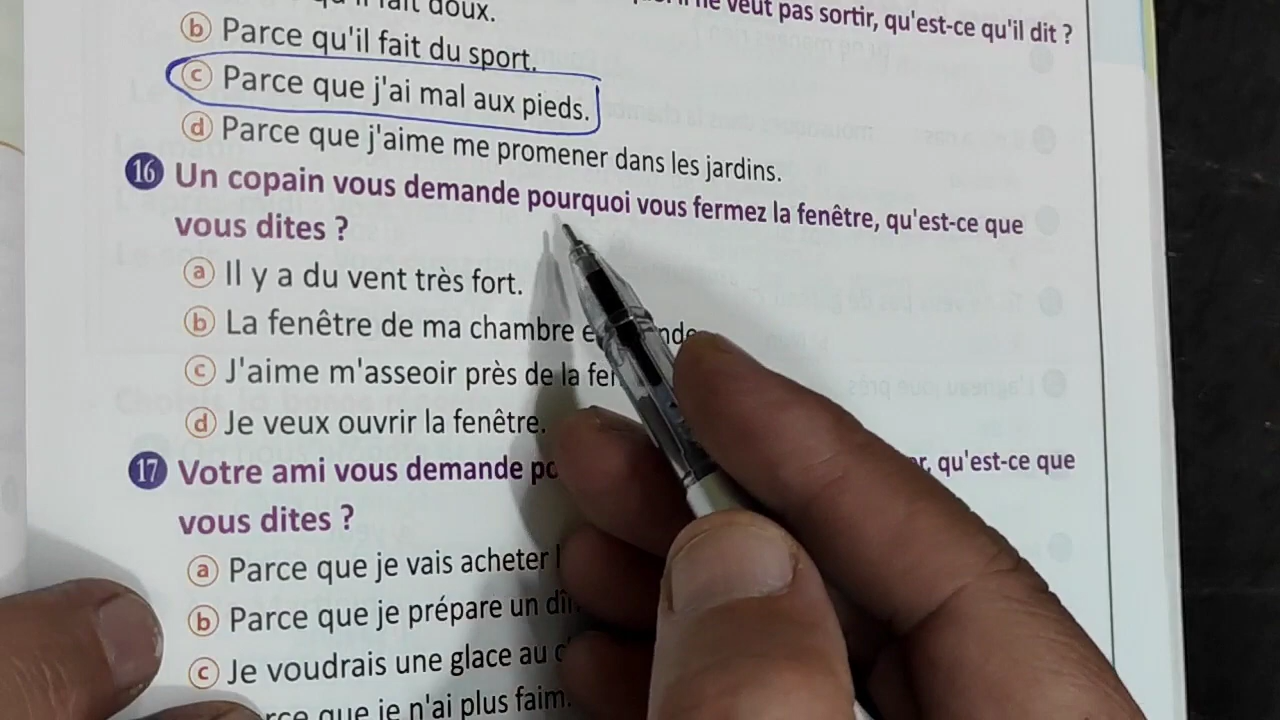 fait doux.
ne veut pas sortir, qu'est-ce qu'il dit ?
b Parce qu'il fait du sport.
c Parce que j'ai mal aux pieds.
d Parce que j'aime me promener dans les jardins.
16 Un copain vous demande pourquoi vous fermez la fenêtre, qu'est-ce que
vous dites ?
a Il y a du vent très fort.
b La fenêtre de ma chambre
c J'aime m'asseoir près de la
d Je veux ouvrir la fenêtre.
17 Votre ami vous demande qu'est-ce que
vous dites ?
a Parce que je vais acheter
b Parce que je prépare un
c Je voudrais une glace au
que je n'ai plus faim.